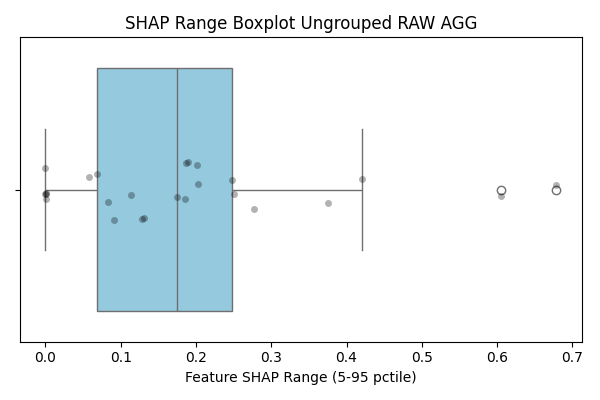 SHAP Range Boxplot Ungrouped RAW AGG
0.0 0.1 0.2 0.3 0.4 0.5 0.6 0.7
Feature SHAP Range (5-95 pctile)